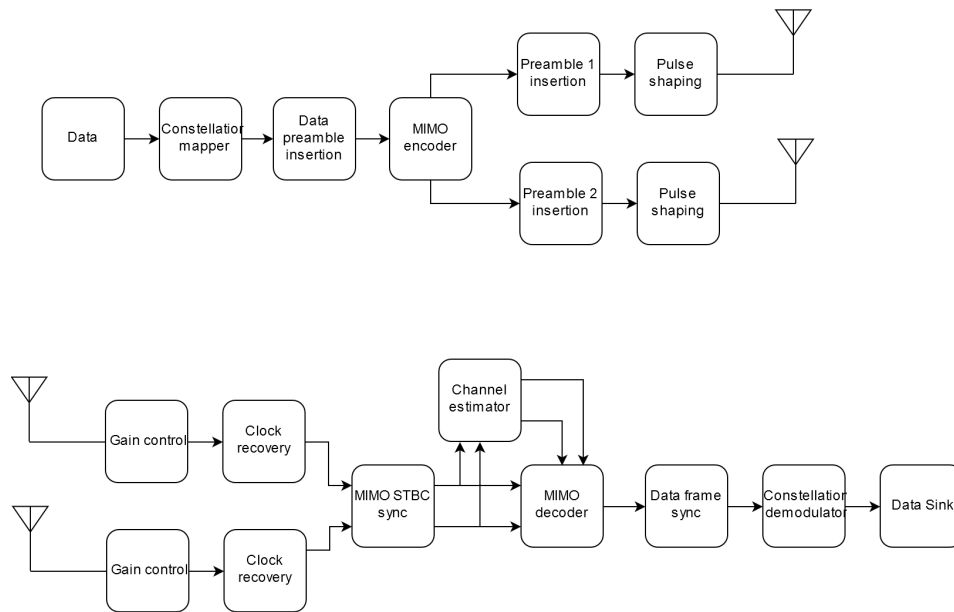 Preamble 1
insertion
Pulse
shaping
Data
Constellation
mapper
Data
preamble
insertion
MIMO
encoder
Preamble 2
insertion
Pulse
shaping
Channel
estimator
Gain control
Clock
recovery
MIMO STBC
sync
MIMO
decoder
Data frame
sync
Constellation
demodulator
Data Sink
Gain control
Clock
recovery